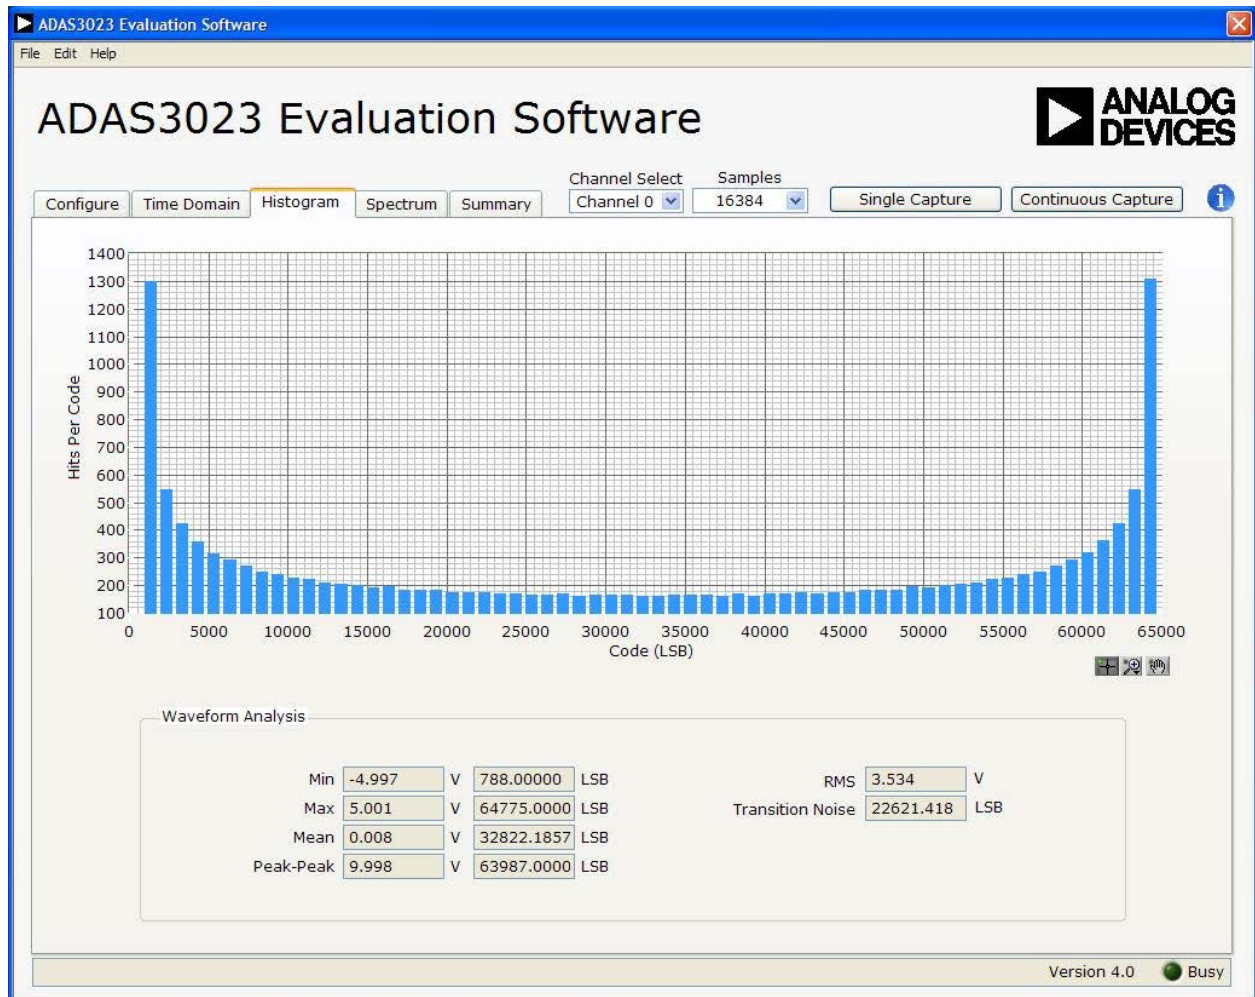 ADAS3023 Evaluation Software
File Edit Help
ADAS3023 Evaluation Software
ANALOG
DEVICES
Channel Select Samples
Configure Time Domain Histogram Spectrum Summary Channel 0 16384 Single Capture Continuous Capture i
1400
1300
1200
1100
1000
900
800
700
600
500
400
300
200
100
Hits Per Code
0 5000 10000 15000 20000 25000 30000 35000 40000 45000 50000 55000 60000 65000
Code (LSB)
Waveform Analysis
Min -4.997 V 788.00000 LSB
Max 5.001 V 64775.0000 LSB
Mean 0.008 V 32822.1857 LSB
Peak-Peak 9.998 V 63987.0000 LSB
RMS 3.534 V
Transition Noise 22621.418 LSB
Version 4.0 Busy